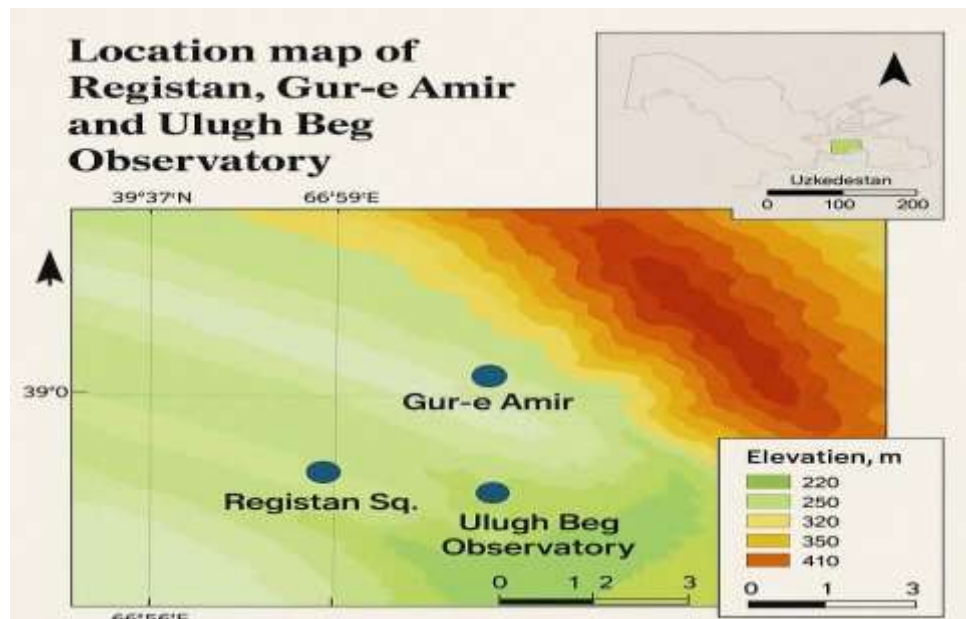 Location map of
Registan, Gur-e Amir
and Ulugh Beg
Observatory
Uzkedestan
0 100 200
39°37'N 66°59'E
39°0
Gur-e Amir
Registan Sq.
Ulugh Beg
Observatory
0 1 2 3
66°56'E
Elevatien, m
220
250
320
350
410
0 1 3